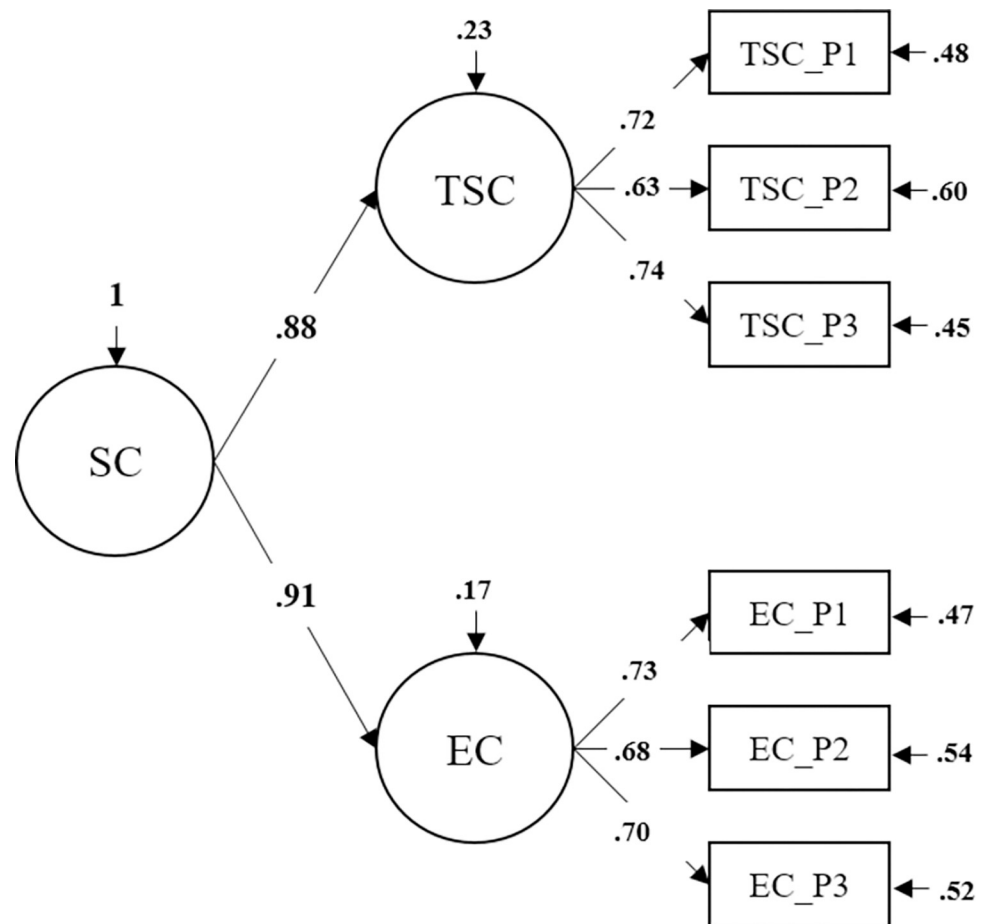 .23
TSC_P1
.48
.72
TSC
.63
TSC_P2
.60
.74
TSC_P3
.45
1
.88
SC
.91
.17
EC_P1
.47
.73
EC
.68
EC_P2
.54
.70
EC_P3
.52